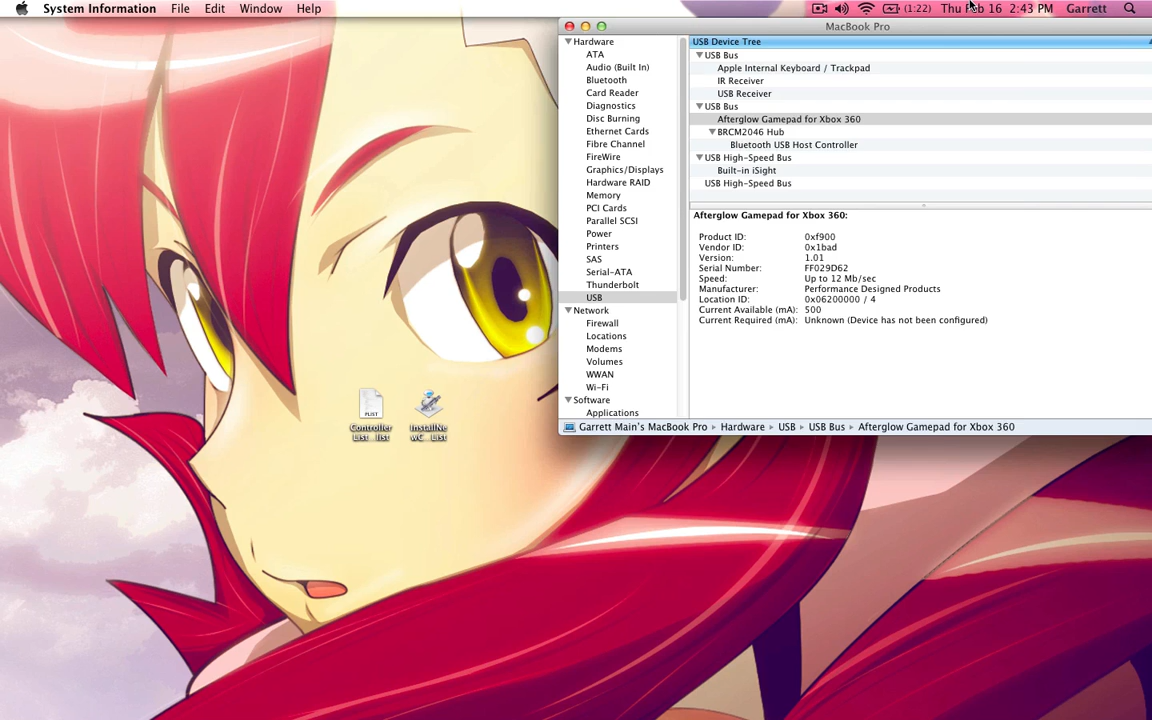 System Information File Edit Window Help (1:22) Thu Feb 16 2:43 PM Garrett
MacBook Pro
Hardware
ATA
Audio (Built In)
Bluetooth
Card Reader
Diagnostics
Disc Burning
Ethernet Cards
Fibre Channel
FireWire
Graphics/Displays
Hardware RAID
Memory
PCI Cards
Parallel SCSI
Power
Printers
SAS
Serial-ATA
Thunderbolt
USB
Network
Firewall
Locations
Modems
Volumes
WWAN
Wi-Fi
Software
Applications
USB Device Tree
USB Bus
Apple Internal Keyboard / Trackpad
IR Receiver
USB Receiver
USB Bus
Afterglow Gamepad for Xbox 360
BRCM2046 Hub
Bluetooth USB Host Controller
USB High-Speed Bus
Built-in iSight
USB High-Speed Bus
Afterglow Gamepad for Xbox 360:
Product ID: 0xf900
Vendor ID: 0x1bad
Version: 1.01
Serial Number: FF029D62
Speed: Up to 12 Mb/sec
Manufacturer: Performance Designed Products
Location ID: 0x06200000 / 4
Current Available (mA): 500
Current Required (mA): Unknown (Device has not been configured)
Garrett Main's MacBook Pro ▸ Hardware ▸ USB ▸ USB Bus ▸ Afterglow Gamepad for Xbox 360
PLIST
Controller
List...list
InstallNe
wC...List